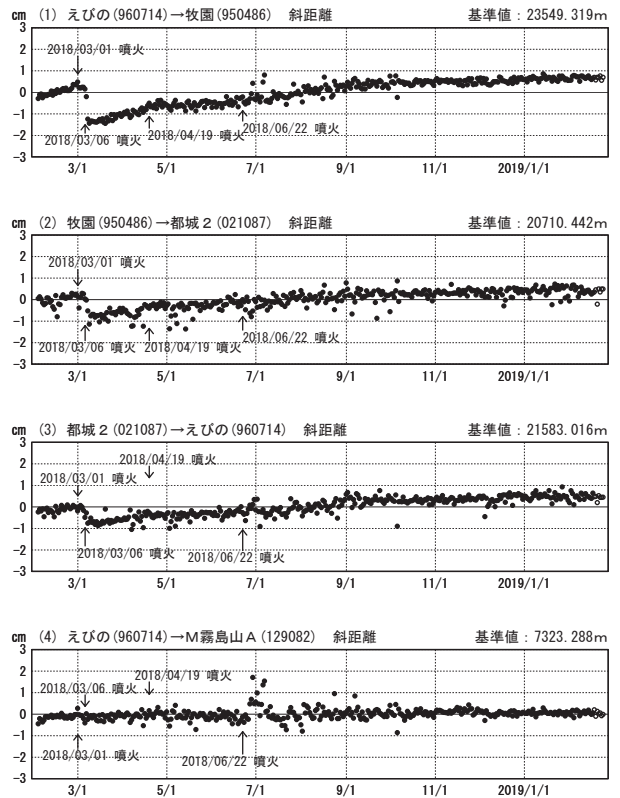 cm (1) えびの(960714)→牧園(950486) 斜距離 基準値：23549.319m
3
2018/03/01 噴火
2
1
0
−1
2018/03/06 噴火 2018/04/19 噴火 2018/06/22 噴火
−2
−3
3/1 5/1 7/1 9/1 11/1 2019/1/1
cm (2) 牧園(950486)→都城２(021087) 斜距離 基準値：20710.442m
3
2
2018/03/01 噴火
1
0
−1
2018/03/06 噴火 2018/04/19 噴火 2018/06/22 噴火
−2
−3
3/1 5/1 7/1 9/1 11/1 2019/1/1
cm (3) 都城２(021087)→えびの(960714) 斜距離 基準値：21583.016m
3
2018/04/19 噴火
2
2018/03/01 噴火
1
0
−1
2018/03/06 噴火 2018/06/22 噴火
−2
−3
3/1 5/1 7/1 9/1 11/1 2019/1/1
cm (4) えびの(960714)→Ｍ霧島山Ａ(129082) 斜距離 基準値：7323.288m
3
2018/04/19 噴火
2
2018/03/06 噴火
1
0
−1
2018/03/01 噴火 2018/06/22 噴火
−2
−3
3/1 5/1 7/1 9/1 11/1 2019/1/1